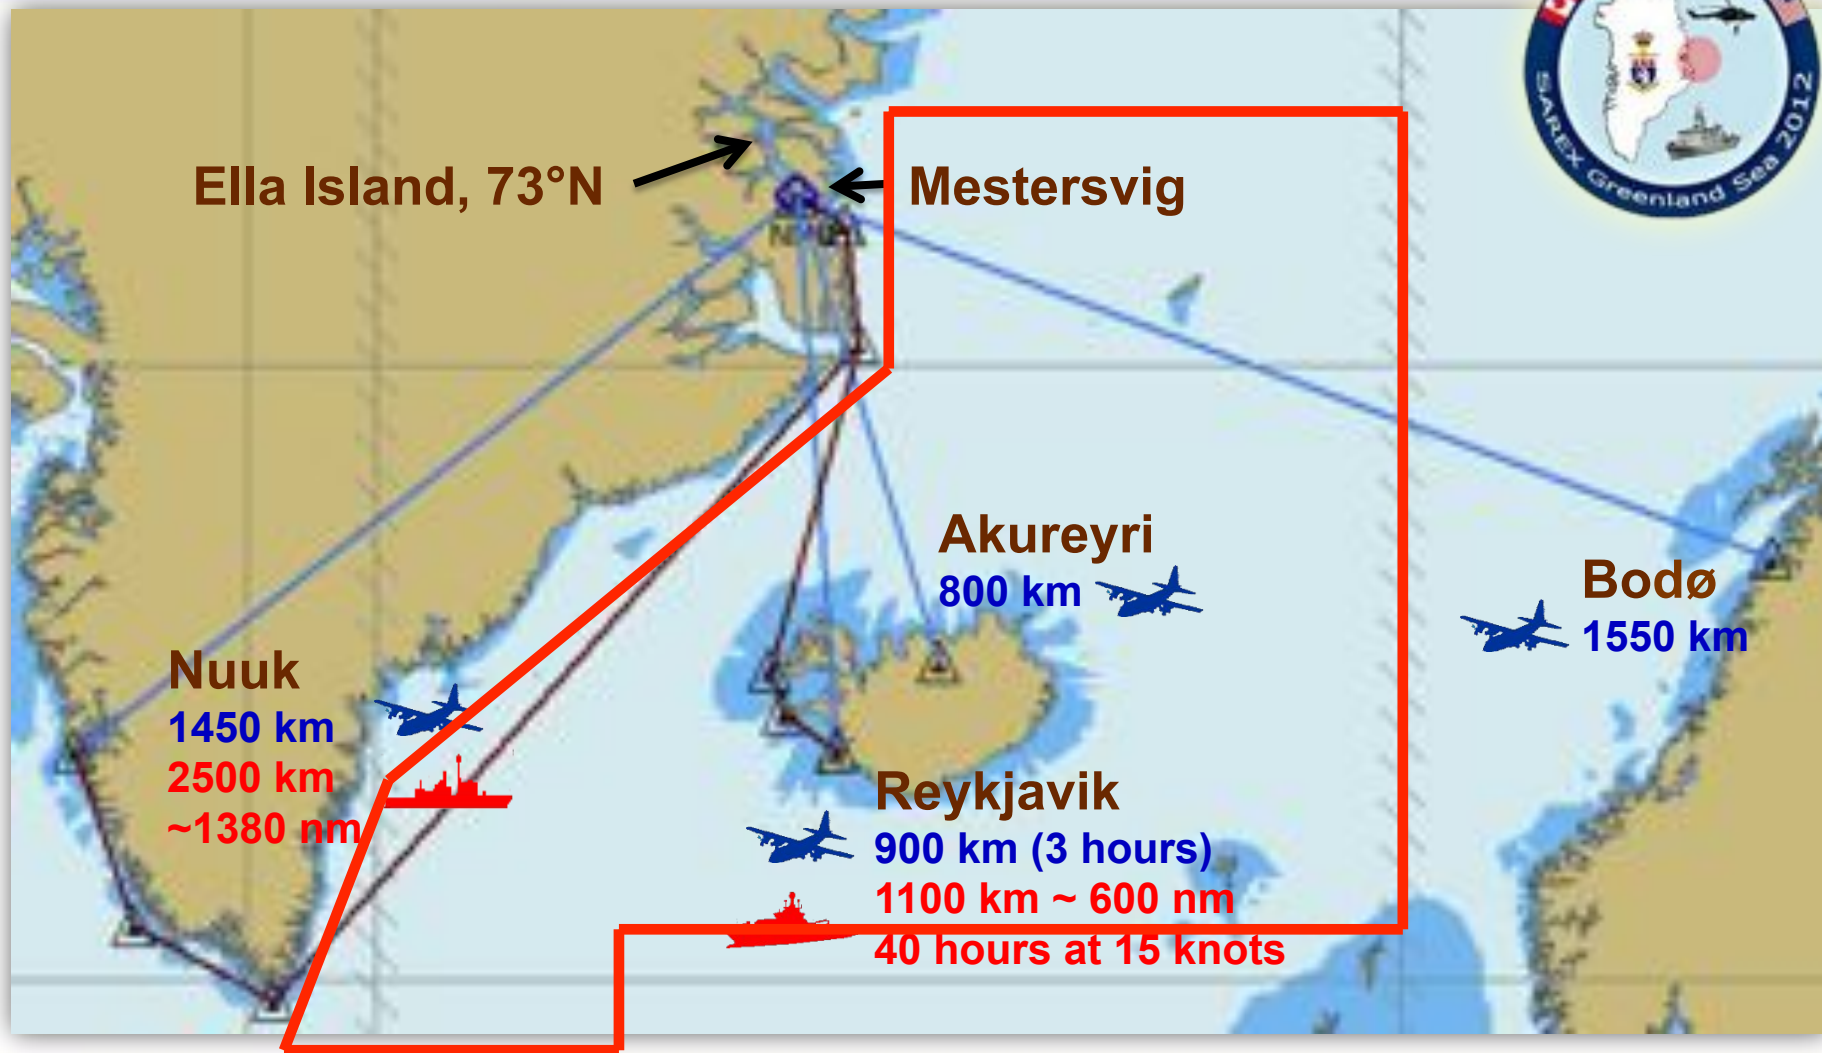 SAREX Greenland Sea 2012
Ella Island, 73°N
Mestersvig
Akureyri
800 km
Bodø
1550 km
Nuuk
1450 km
2500 km
~1380 nm
Reykjavik
900 km (3 hours)
1100 km ~ 600 nm
40 hours at 15 knots